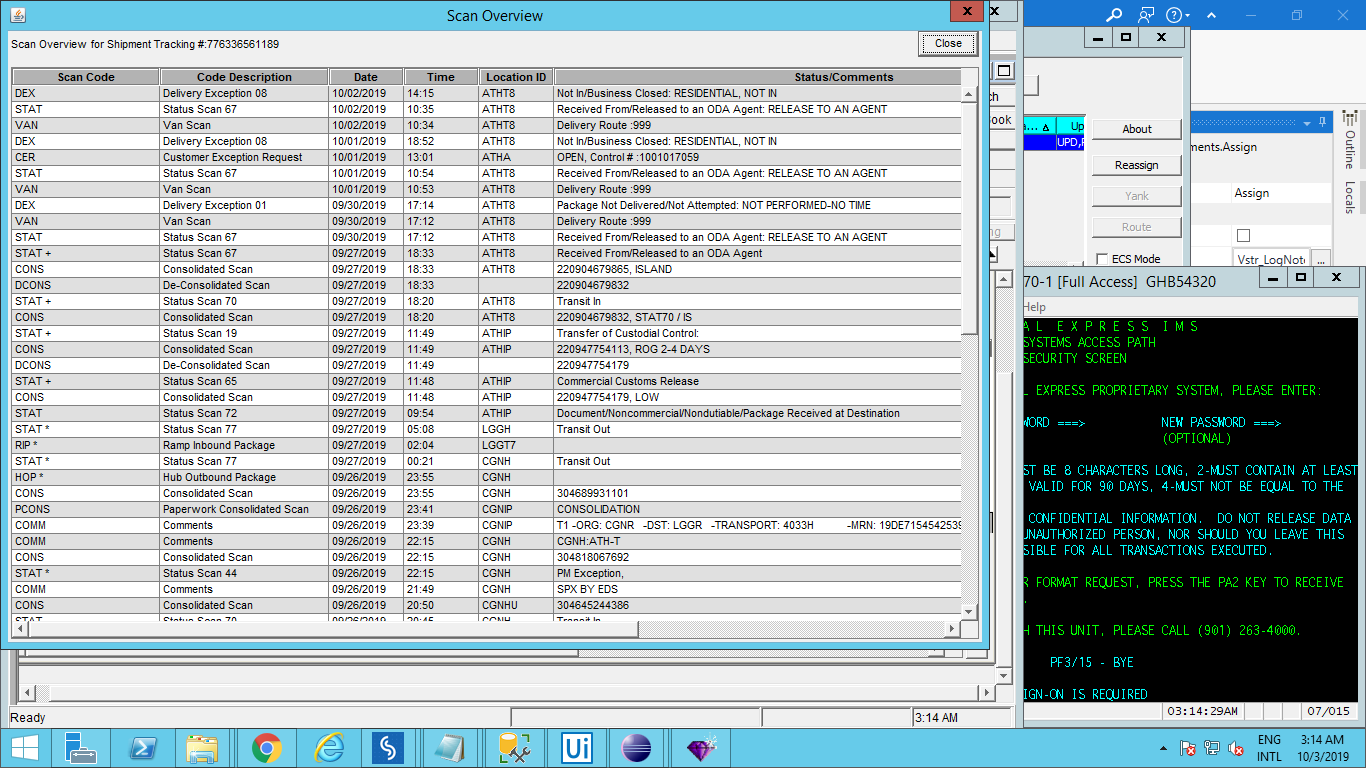 Scan Overview
Scan Overview for Shipment Tracking #:776336561189
Close
Scan Code Code Description Date Time Location ID Status/Comments
DEX Delivery Exception 08 10/02/2019 14:15 ATHT8 Not In/Business Closed: RESIDENTIAL, NOT IN
STAT Status Scan 67 10/02/2019 10:35 ATHT8 Received From/Released to an ODA Agent: RELEASE TO AN AGENT
VAN Van Scan 10/02/2019 10:34 ATHT8 Delivery Route :999
DEX Delivery Exception 08 10/01/2019 18:52 ATHT8 Not In/Business Closed: RESIDENTIAL, NOT IN
CER Customer Exception Request 10/01/2019 13:01 ATHA OPEN, Control # :1001017059
STAT Status Scan 67 10/01/2019 10:54 ATHT8 Received From/Released to an ODA Agent: RELEASE TO AN AGENT
VAN Van Scan 10/01/2019 10:53 ATHT8 Delivery Route :999
DEX Delivery Exception 01 09/30/2019 17:14 ATHT8 Package Not Delivered/Not Attempted: NOT PERFORMED-NO TIME
VAN Van Scan 09/30/2019 17:12 ATHT8 Delivery Route :999
STAT Status Scan 67 09/30/2019 17:12 ATHT8 Received From/Released to an ODA Agent: RELEASE TO AN AGENT
STAT + Status Scan 67 09/27/2019 18:33 ATHT8 Received From/Released to an ODA Agent
CONS Consolidated Scan 09/27/2019 18:33 ATHT8 220904679865, ISLAND
DCONS De-Consolidated Scan 09/27/2019 18:33 220904679832
STAT + Status Scan 70 09/27/2019 18:20 ATHT8 Transit In
CONS Consolidated Scan 09/27/2019 18:20 ATHT8 220904679832, STAT70 / IS
STAT + Status Scan 19 09/27/2019 11:49 ATHIP Transfer of Custodial Control:
CONS Consolidated Scan 09/27/2019 11:49 ATHIP 220947754113, ROG 2-4 DAYS
DCONS De-Consolidated Scan 09/27/2019 11:49 220947754179
STAT + Status Scan 65 09/27/2019 11:48 ATHIP Commercial Customs Release
CONS Consolidated Scan 09/27/2019 11:48 ATHIP 220947754179, LOW
STAT Status Scan 72 09/27/2019 09:54 ATHIP Document/Noncommercial/Nondutiable/Package Received at Destination
STAT * Status Scan 77 09/27/2019 05:08 LGGH Transit Out
RIP * Ramp Inbound Package 09/27/2019 02:04 LGGT7
STAT * Status Scan 77 09/27/2019 00:21 CGNH Transit Out
HOP * Hub Outbound Package 09/26/2019 23:55 CGNH
CONS Consolidated Scan 09/26/2019 23:55 CGNH 304689931101
PCONS Paperwork Consolidated Scan 09/26/2019 23:41 CGNIP CONSOLIDATION
COMM Comments 09/26/2019 23:39 CGNIP T1 -ORG: CGNR -DST: LGGR -TRANSPORT: 4033H -MRN: 19DE7154542539
COMM Comments 09/26/2019 22:15 CGNH CGNH:ATH-T
CONS Consolidated Scan 09/26/2019 22:15 CGNH 304818067692
STAT * Status Scan 44 09/26/2019 22:15 CGNH PM Exception,
COMM Comments 09/26/2019 21:49 CGNH SPX BY EDS
CONS Consolidated Scan 09/26/2019 20:50 CGNHU 304645244386
STAT Status Scan 70 09/26/2019 20:45 CGNH Transit In
Ready 3:14 AM
ch
ook
ng
a... Up
UPD,F
About
Reassign
Yank
Route
ECS Mode
ments.Assign
Assign
Vstr_LogNote ...
Outline
Locals
70-1 [Full Access] GHB54320
Help
A L E X P R E S S I M S
SYSTEMS ACCESS PATH
SECURITY SCREEN
L EXPRESS PROPRIETARY SYSTEM, PLEASE ENTER:
WORD ===> NEW PASSWORD ===>
(OPTIONAL)
ST BE 8 CHARACTERS LONG, 2-MUST CONTAIN AT LEAST
VALID FOR 90 DAYS, 4-MUST NOT BE EQUAL TO THE
CONFIDENTIAL INFORMATION. DO NOT RELEASE DATA
UNAUTHORIZED PERSON, NOR SHOULD YOU LEAVE THIS
SIBLE FOR ALL TRANSACTIONS EXECUTED.
R FORMAT REQUEST, PRESS THE PA2 KEY TO RECEIVE
.
H THIS UNIT, PLEASE CALL (901) 263-4000.
PF3/15 - BYE
IGN-ON IS REQUIRED
03:14:29AM 07/015
Ui
ENG
INTL
3:14 AM
10/3/2019